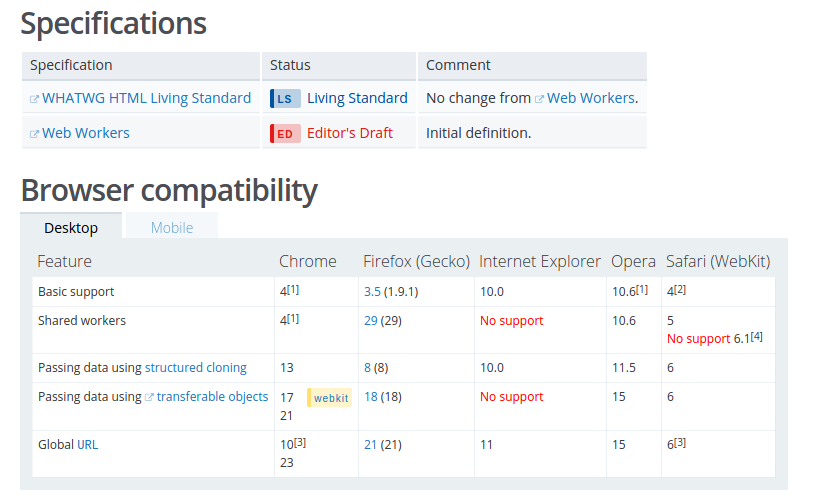 Specifications
Specification Status Comment
WHATWG HTML Living Standard LS Living Standard No change from Web Workers.
Web Workers ED Editor's Draft Initial definition.
Browser compatibility
Desktop Mobile
Feature Chrome Firefox (Gecko) Internet Explorer Opera Safari (WebKit)
Basic support 4[1] 3.5 (1.9.1) 10.0 10.6[1] 4[2]
Shared workers 4[1] 29 (29) No support 10.6 5
No support 6.1[4]
Passing data using structured cloning 13 8 (8) 10.0 11.5 6
Passing data using transferable objects 17 webkit 18 (18) No support 15 6
21
Global URL 10[3] 21 (21) 11 15 6[3]
23